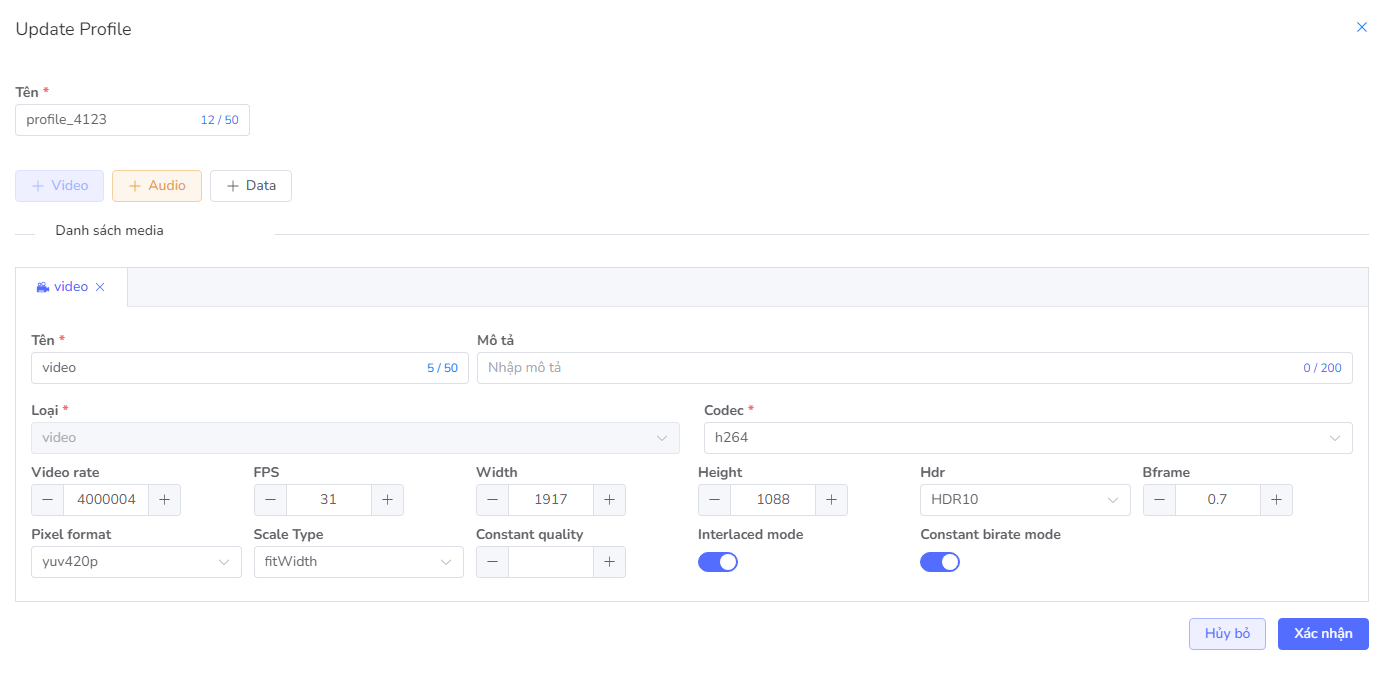 Update Profile
Tên *
profile_4123 12 / 50
Video Audio Data
Danh sách media
video
Tên * Mô tả
video 5 / 50 Nhập mô tả 0 / 200
Loại * Codec *
video h264
Video rate FPS Width Height Hdr Bframe
4000004 31 1917 1088 HDR10 0.7
Pixel format Scale Type Constant quality Interlaced mode Constant birate mode
yuv420p fitWidth
Hủy bỏ Xác nhận